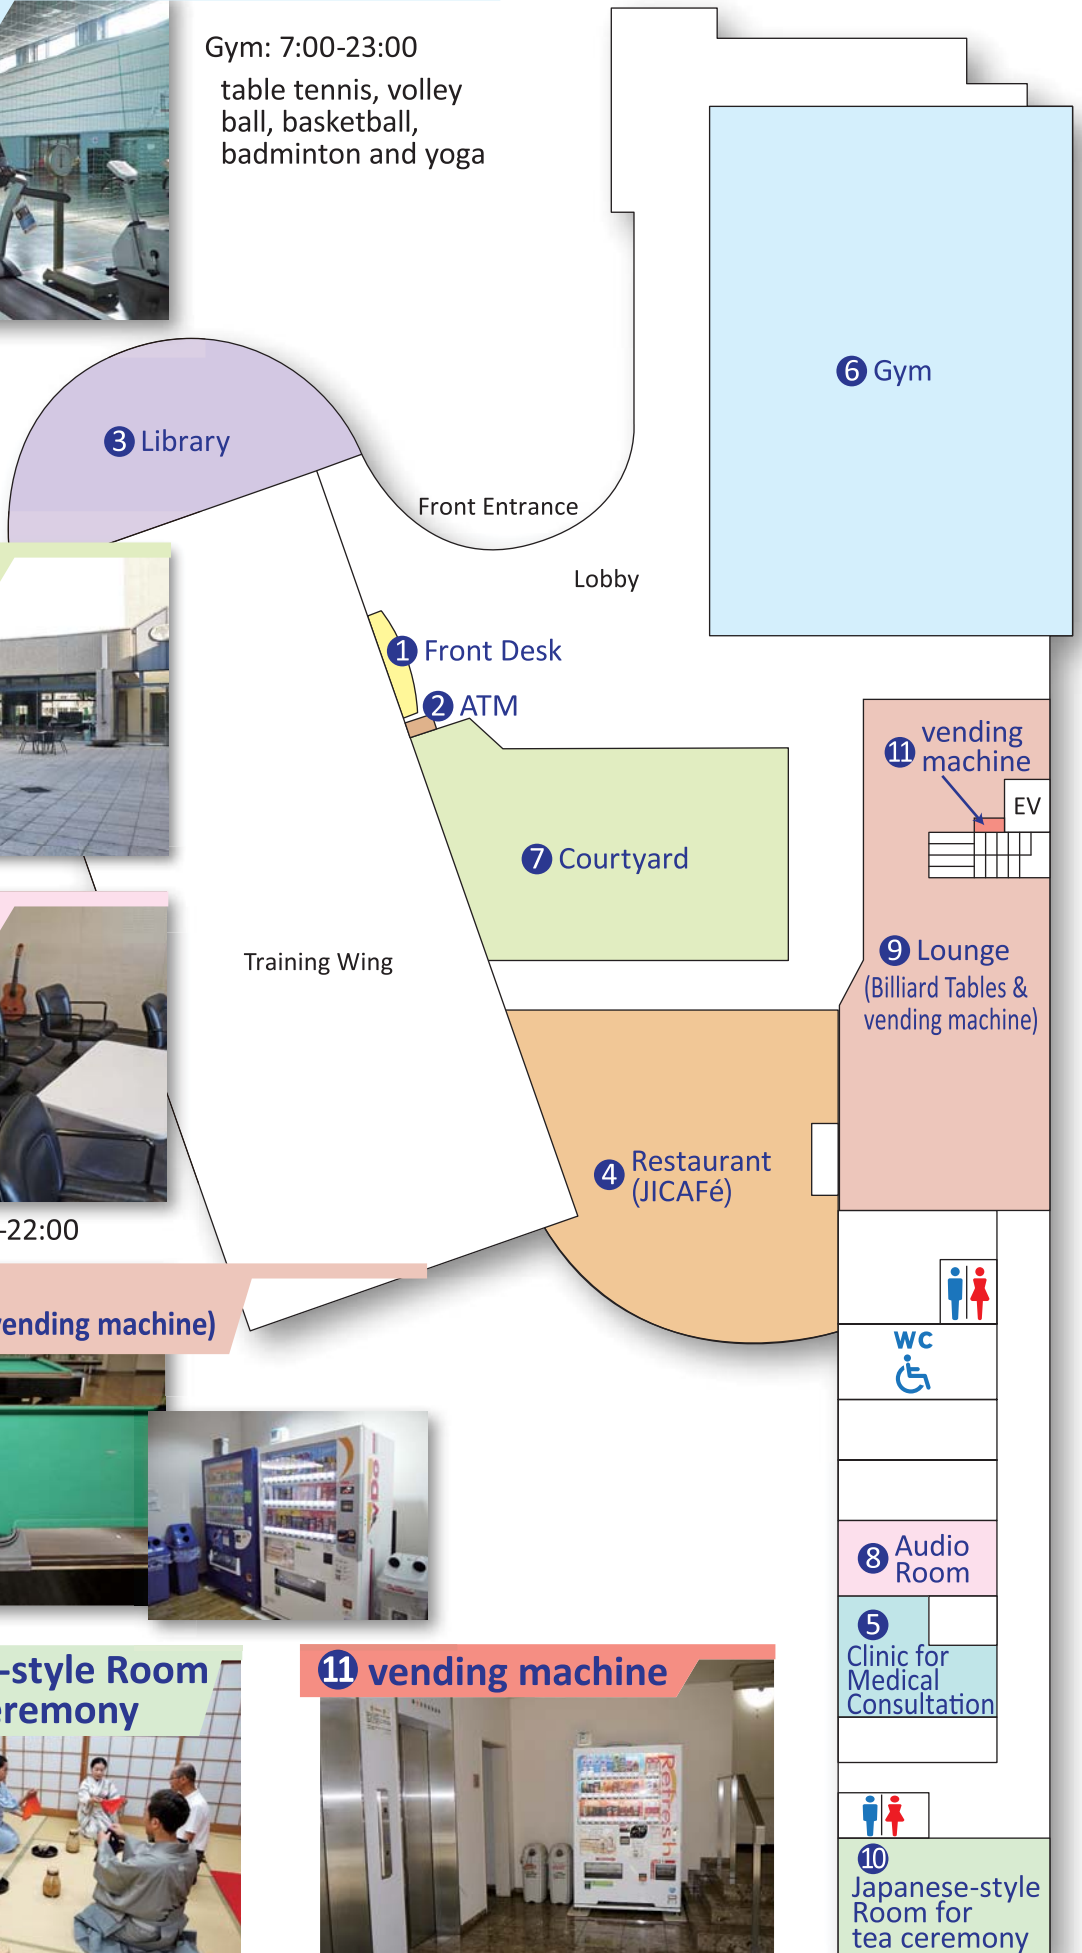 Gym: 7:00-23:00
table tennis, volley
ball, basketball,
badminton and yoga
6 Gym
3 Library
Front Entrance
Lobby
1 Front Desk
2 ATM
11 vending
machine
EV
7 Courtyard
9 Lounge
(Billiard Tables &
vending machine)
Training Wing
4 Restaurant
(JICAFé)
-22:00
vending machine)
WC
8 Audio
Room
5
Clinic for
Medical
Consultation
-style Room
eremony
11 vending machine
Refresh!
10
Japanese-style
Room for
tea ceremony